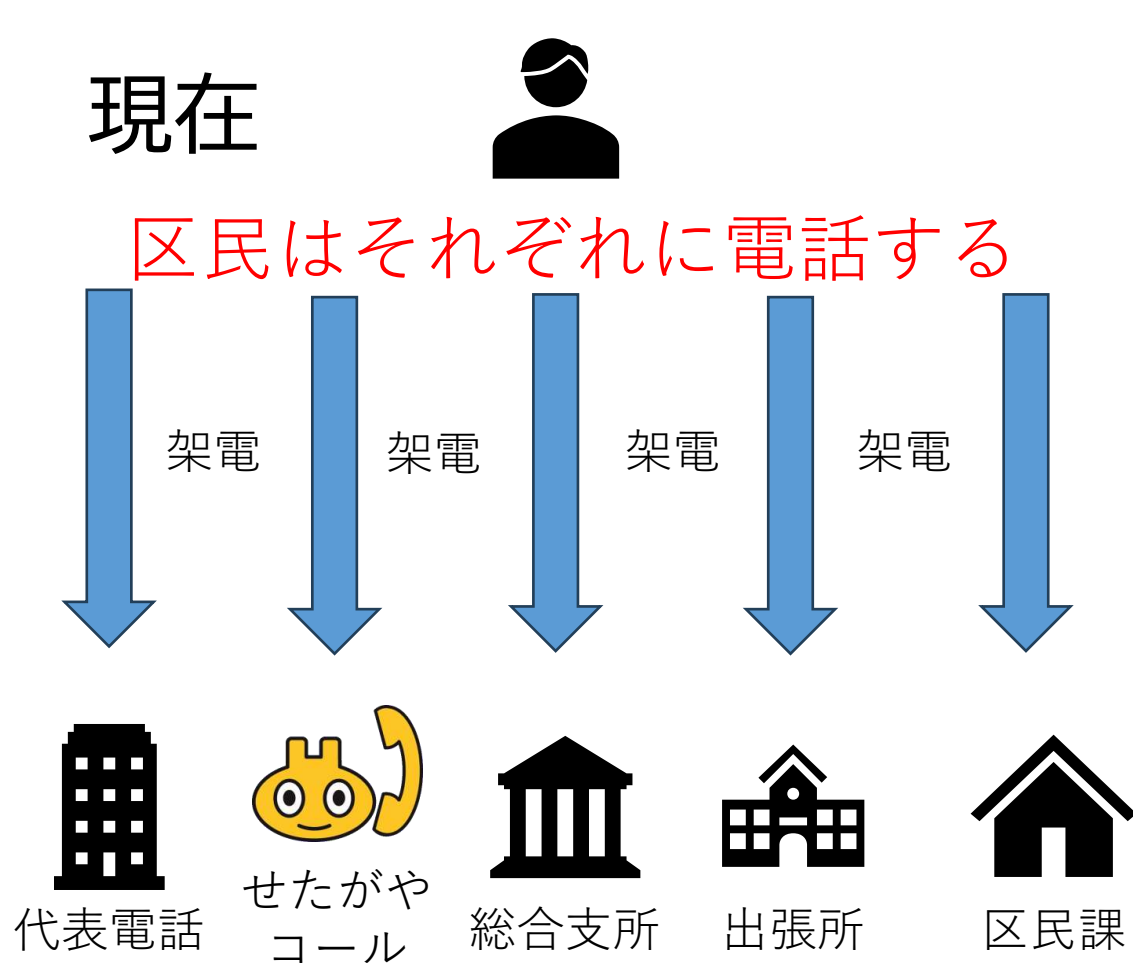 現在
区民はそれぞれに電話する
架電
架電
架電
架電
代表電話
せたがや
コール
総合支所
出張所
区民課